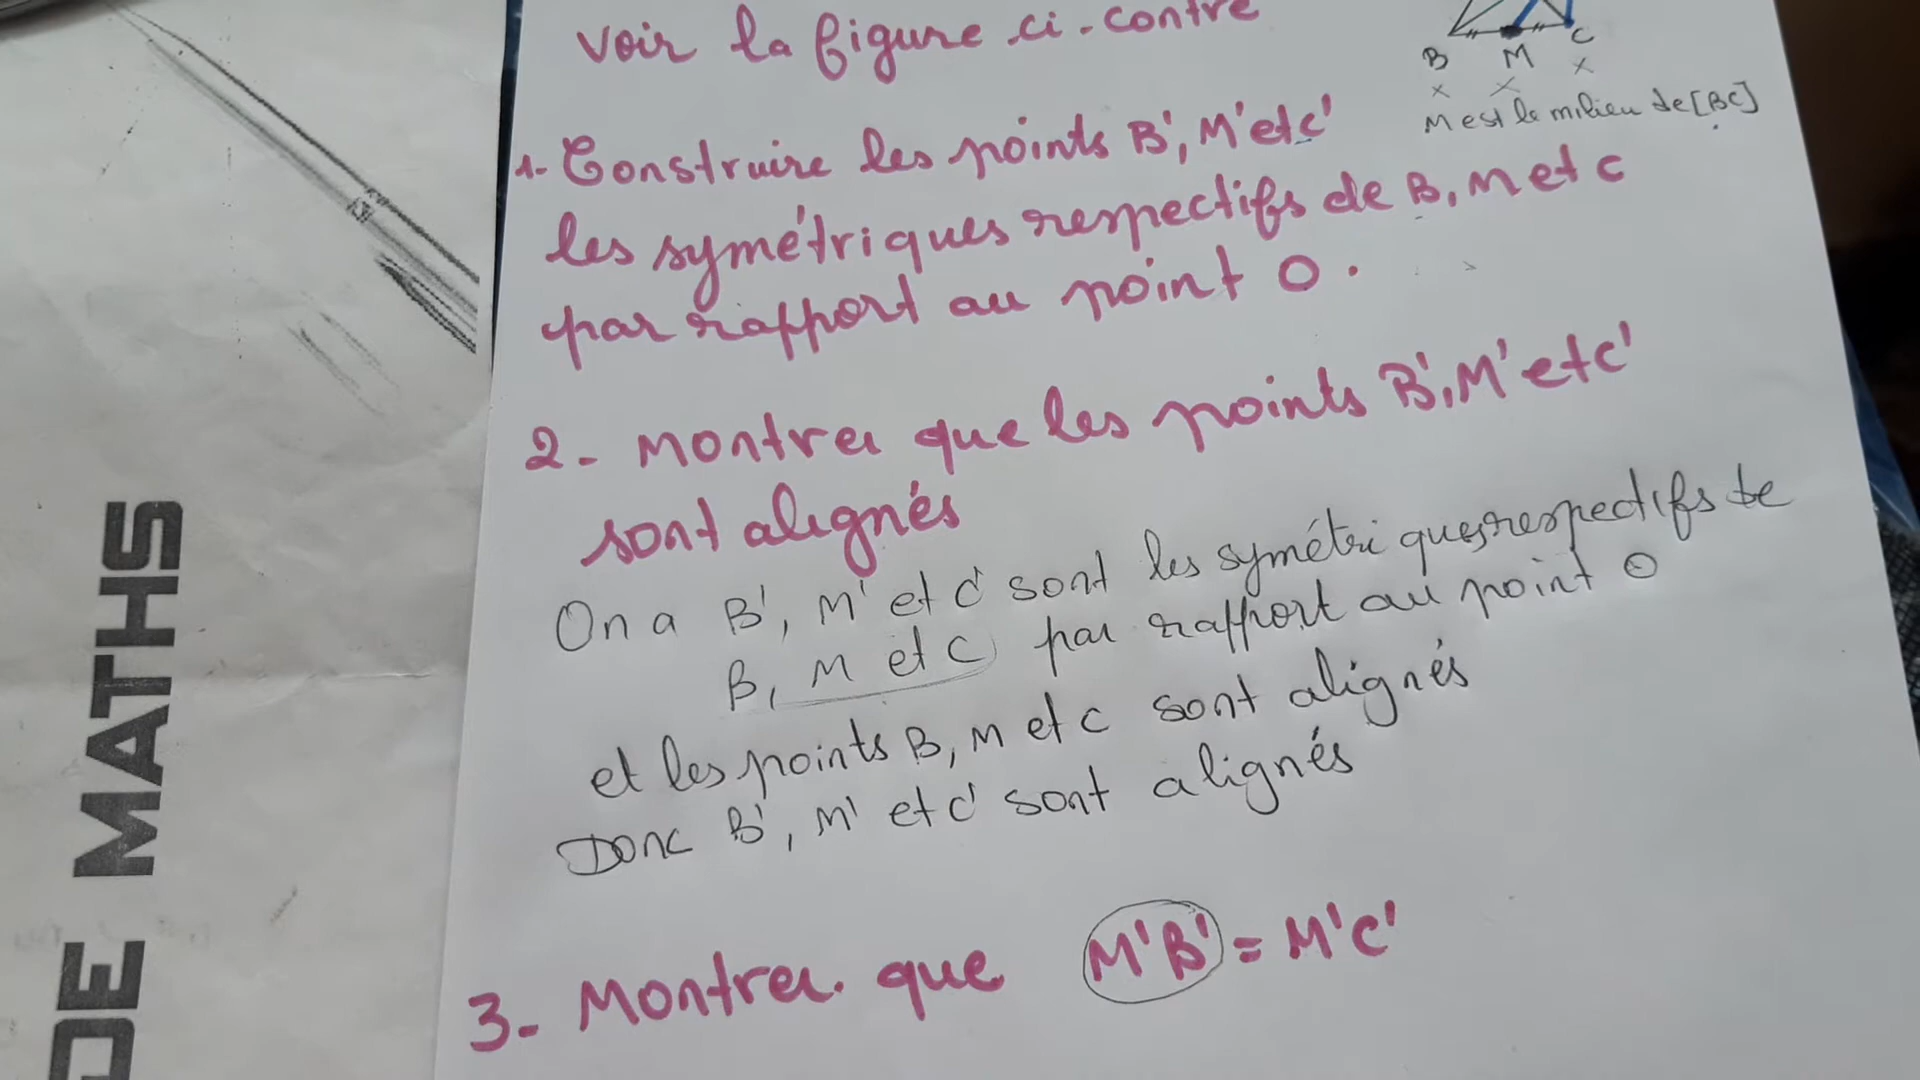 voir la figure ci-contre
B M C
M est le milieu de [BC]
1- Construire les points B', M' et C'
les symétriques respectifs de B, M et C
par rapport au point O.
2- Montrer que les points B', M' et C'
sont alignés
On a B', M' et C' sont les symétriques respectifs de
B, M et C par rapport au point O
et les points B, M et C sont alignés
Donc B', M' et C' sont alignés
3- Montrer que M'B' = M'C'
DE MATHS